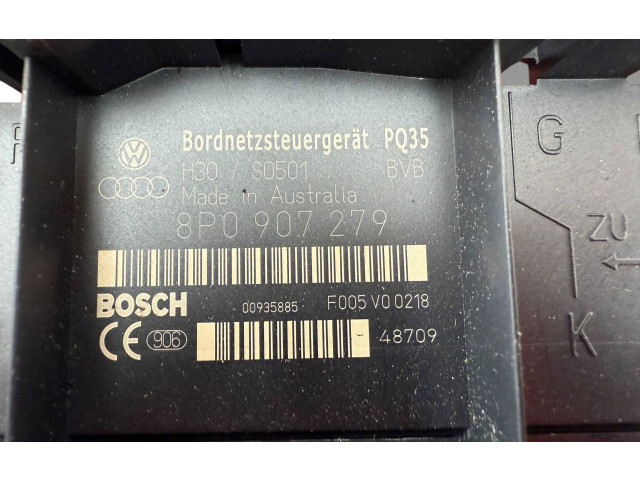 Bordnetzsteuergerät PQ35
H30 / S0501 BVB
Made in Australia
8P0 907 279
BOSCH 00935885 F005 V0 0218
CE 906 48709
G
ZU
K